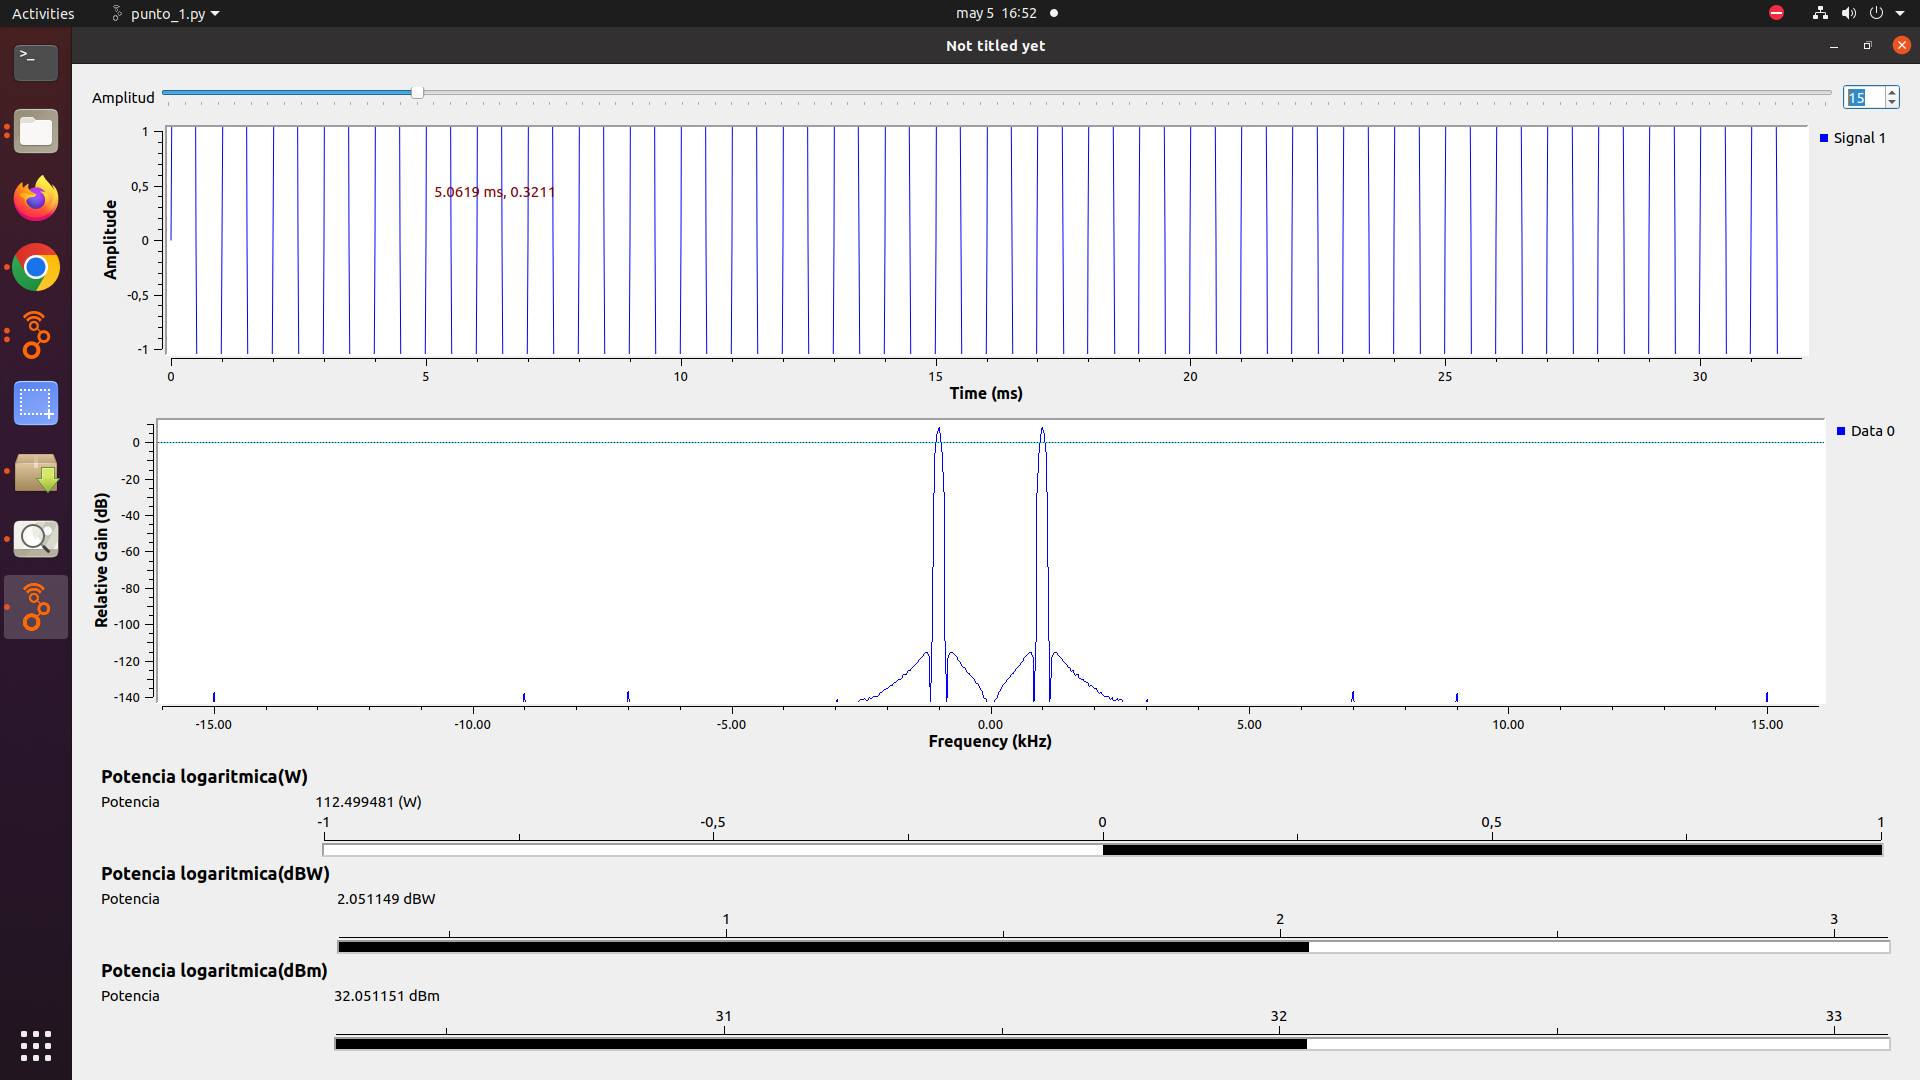 Activities punto_1.py may 5 16:52
Not titled yet
Amplitud 15
Signal 1
1
0,5
0
-0,5
-1
Amplitude
5.0619 ms, 0.3211
0 5 10 15 20 25 30
Time (ms)
Data 0
0
-20
-40
-60
-80
-100
-120
-140
Relative Gain (dB)
-15.00 -10.00 -5.00 0.00 5.00 10.00 15.00
Frequency (kHz)
Potencia logaritmica(W)
Potencia 112.499481 (W)
-1 -0,5 0 0,5 1
Potencia logaritmica(dBW)
Potencia 2.051149 dBW
1 2 3
Potencia logaritmica(dBm)
Potencia 32.051151 dBm
31 32 33